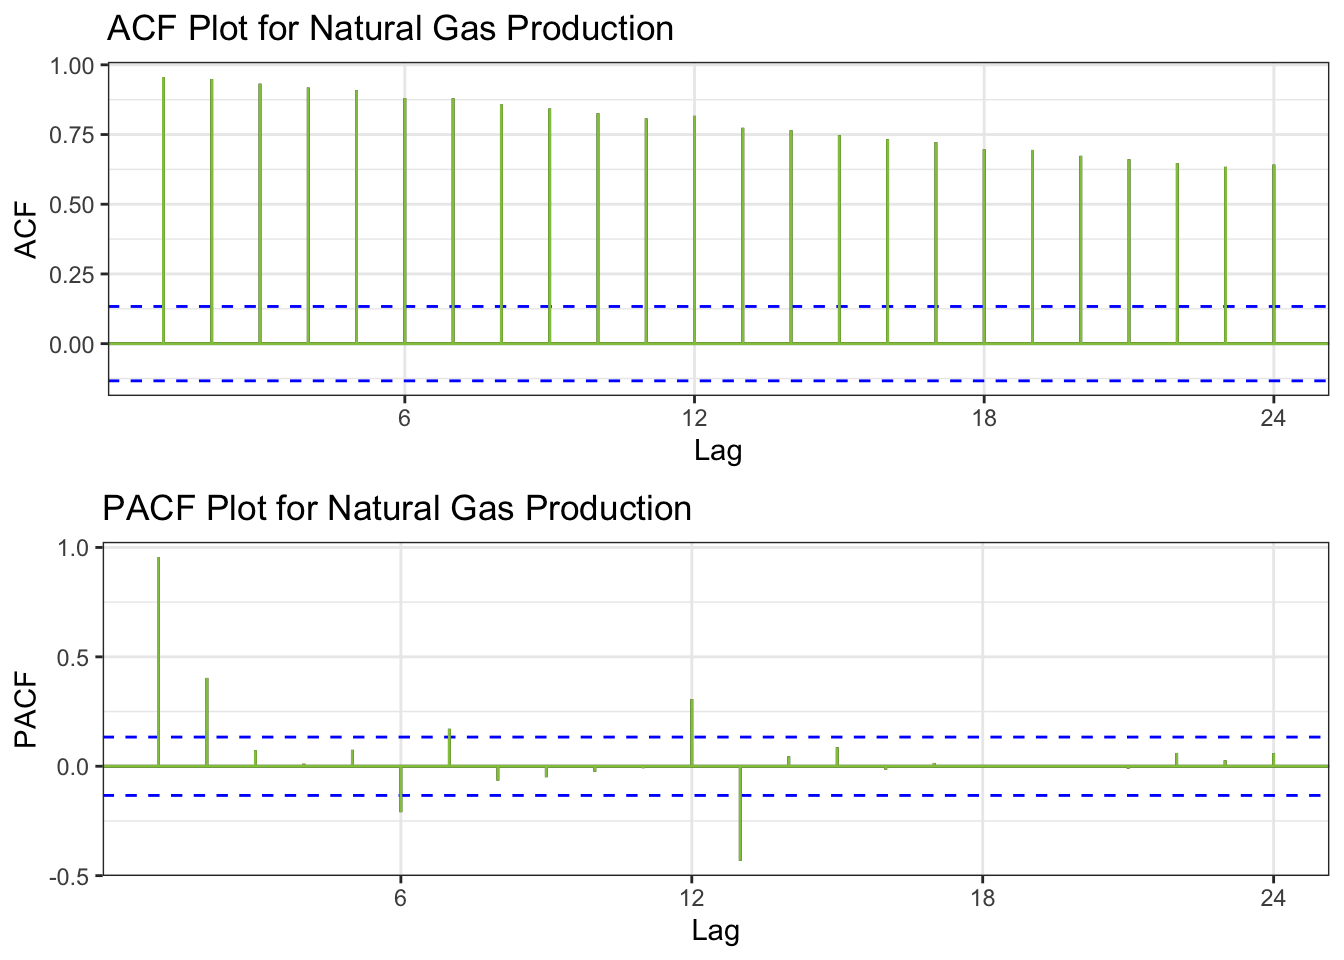 ACF Plot for Natural Gas Production
1.00
0.75
0.50
0.25
0.00
ACF
6 12 18 24
Lag
PACF Plot for Natural Gas Production
1.0
0.5
0.0
-0.5
PACF
6 12 18 24
Lag